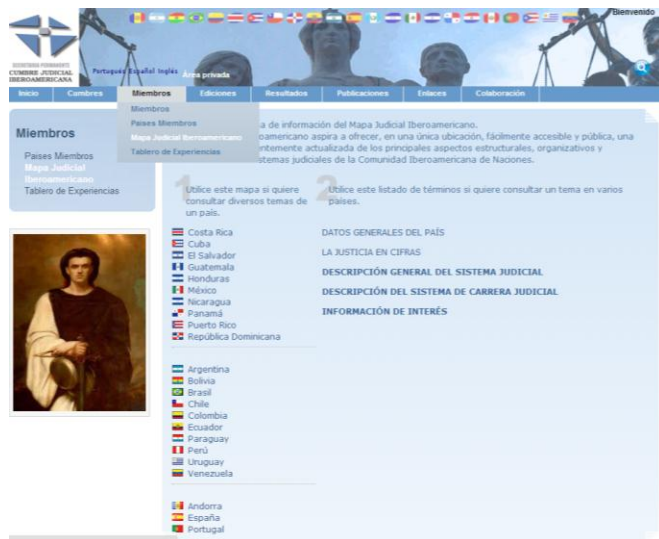 Bienvenido
SECRETARIA PERMANENTE
CUMBRE JUDICIAL
IBEROAMERICANA
Portugués Español Inglés Área privada
Inicio Cumbres Miembros Ediciones Resultados Publicaciones Enlaces Colaboración
Miembros
Paises Miembros
Mapa Judicial Iberoamericano
Tablero de Experiencias
Miembros
Paises Miembros
Mapa Judicial
Iberoamericano
Tablero de Experiencias
a de información del Mapa Judicial Iberoamericano.
oamericano aspira a ofrecer, en una única ubicación, fácilmente accesible y pública, una
entemente actualizada de los principales aspectos estructurales, organizativos y
stemas judiciales de la Comunidad Iberoamericana de Naciones.
1
Utilice este mapa si quiere
consultar diversos temas de
un país.
2
Utilice este listado de términos si quiere consultar un tema en varios
países.
Costa Rica
Cuba
El Salvador
Guatemala
Honduras
México
Nicaragua
Panamá
Puerto Rico
República Dominicana
Argentina
Bolivia
Brasil
Chile
Colombia
Ecuador
Paraguay
Perú
Uruguay
Venezuela
Andorra
España
Portugal
DATOS GENERALES DEL PAÍS
LA JUSTICIA EN CIFRAS
DESCRIPCIÓN GENERAL DEL SISTEMA JUDICIAL
DESCRIPCIÓN DEL SISTEMA DE CARRERA JUDICIAL
INFORMACIÓN DE INTERÉS